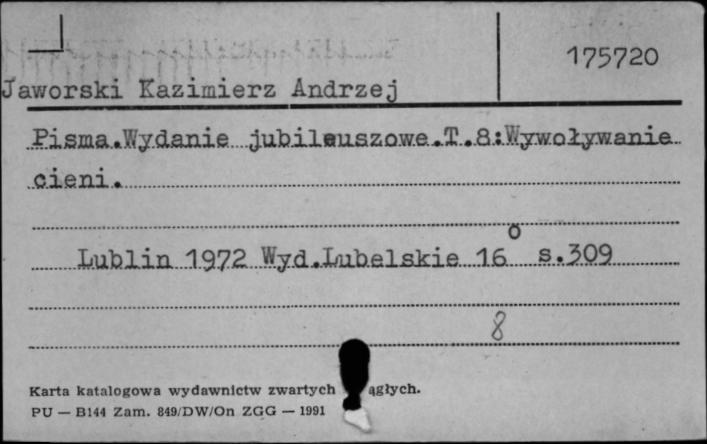 175720
Jaworski Kazimierz Andrzej
Pisma.Wydanie jubileuszowe.T.8:Wywoływanie
cieni.
Lublin 1972 Wyd.Lubelskie 16° s.309
8
Karta katalogowa wydawnictw zwartych ągłych.
PU — B144 Zam. 849/DW/On ZGG — 1991